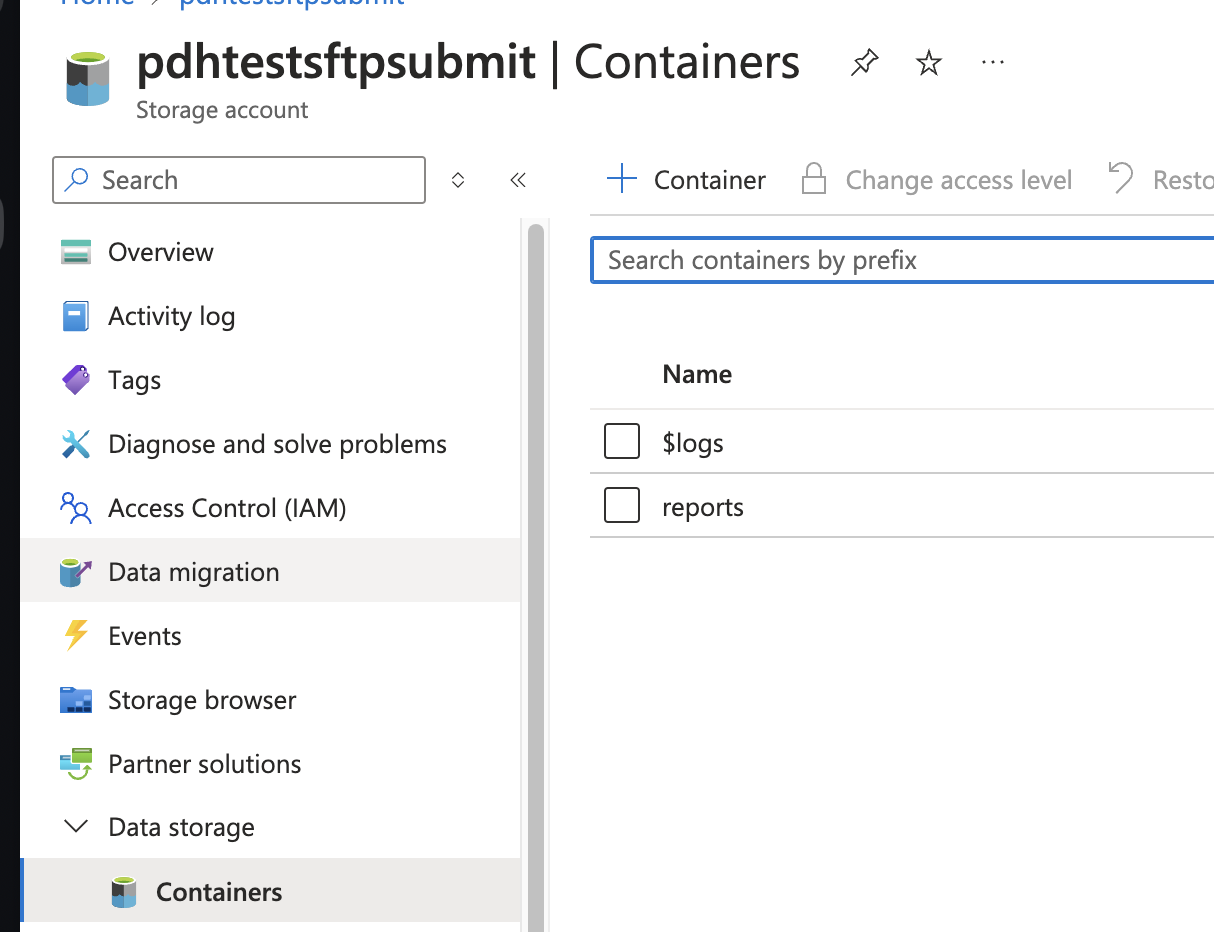 Home > pdhtestsftpsubmit
pdhtestsftpsubmit | Containers
Storage account
Search
Container
Change access level
Resto
Search containers by prefix
Overview
Activity log
Tags
Diagnose and solve problems
Access Control (IAM)
Data migration
Events
Storage browser
Partner solutions
Data storage
Containers
Name
$logs
reports